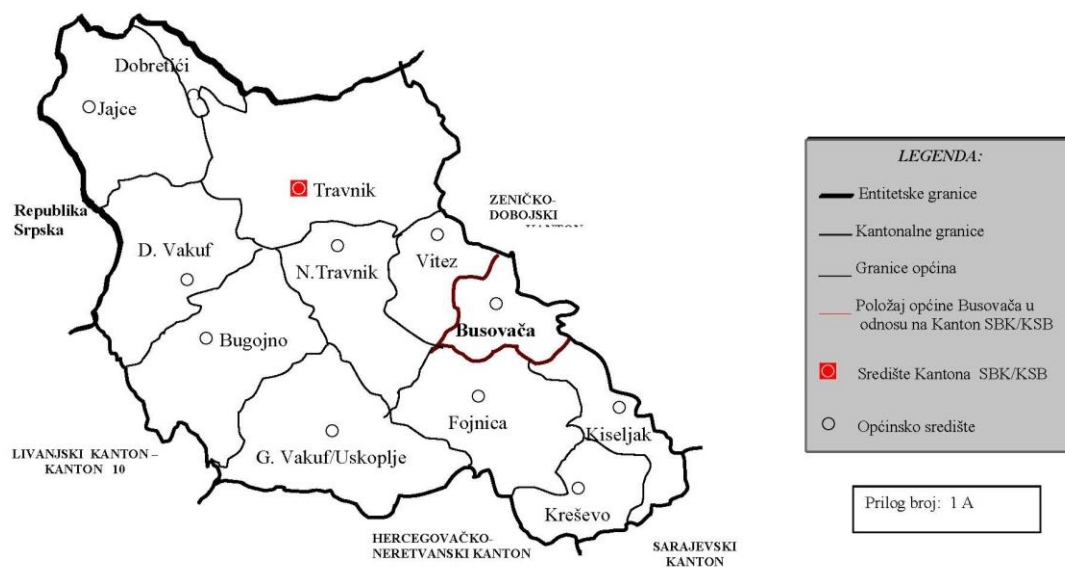 Dobretići
Jajce
Travnik
Republika
Srpska
ZENIČKO-
DOBOJSKI
KANTON
D. Vakuf
N.Travnik
Vitez
Busovača
Bugojno
Fojnica
Kiseljak
G. Vakuf/Uskoplje
Kreševo
LIVANJSKI KANTON –
KANTON 10
HERCEGOVAČKO-
NERETVANSKI KANTON
SARAJEVSKI
KANTON
LEGENDA:
Entitetske granice
Kantonalne granice
Granice općina
Položaj općine Busovača u
odnosu na Kanton SBK/KSB
Središte Kantona SBK/KSB
Općinsko središte
Prilog broj: 1 A